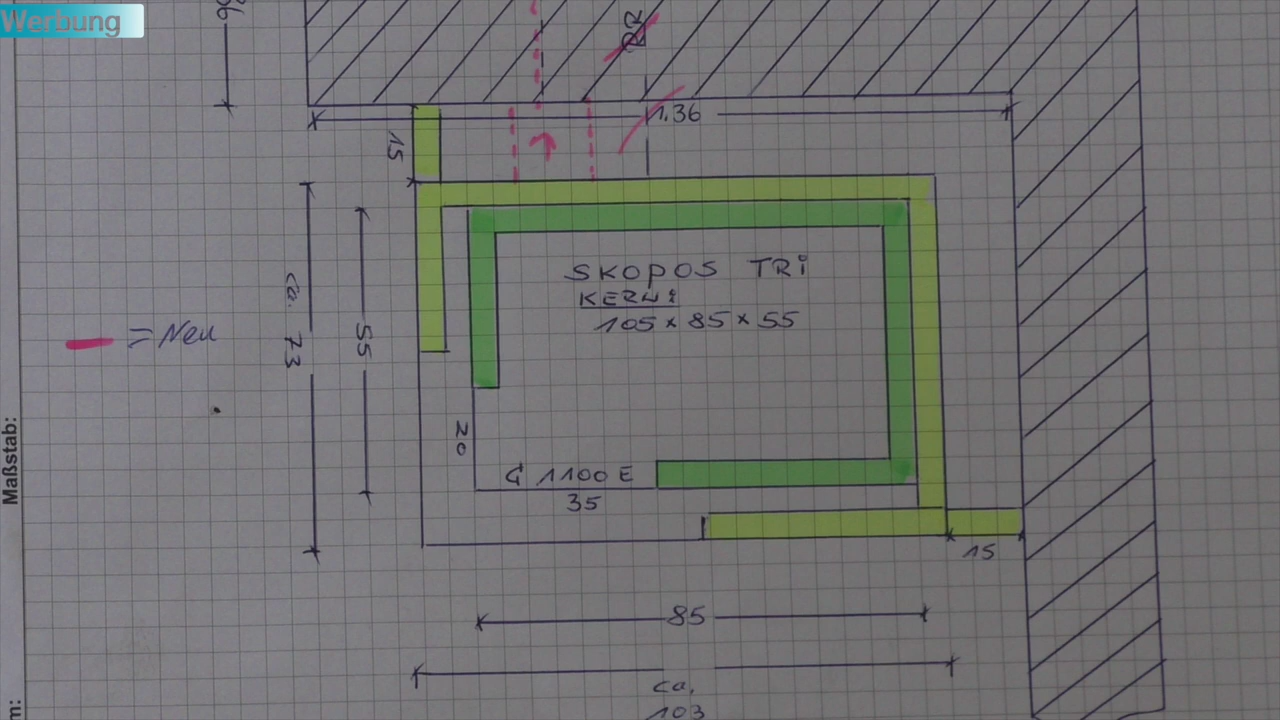 Werbung
RR
1.36
15
SKOPOS TRi
KERN:
105 x 85 x 55
= Neu
ca. 73
55
20
G 1100 E
35
15
Maßstab:
85
ca.
103